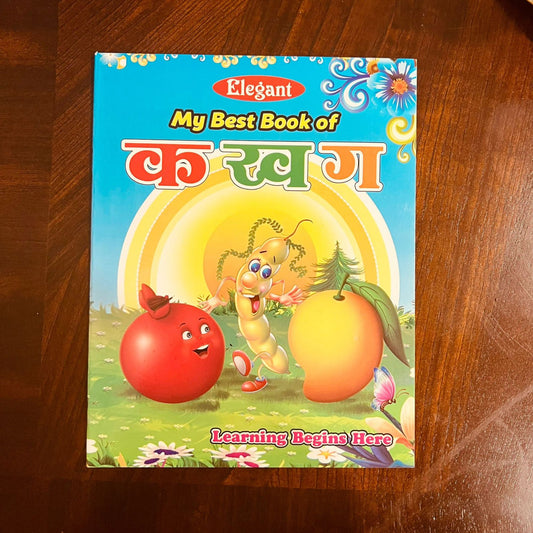 Elegant
My Best Book of
क ख ग
Learning Begins Here